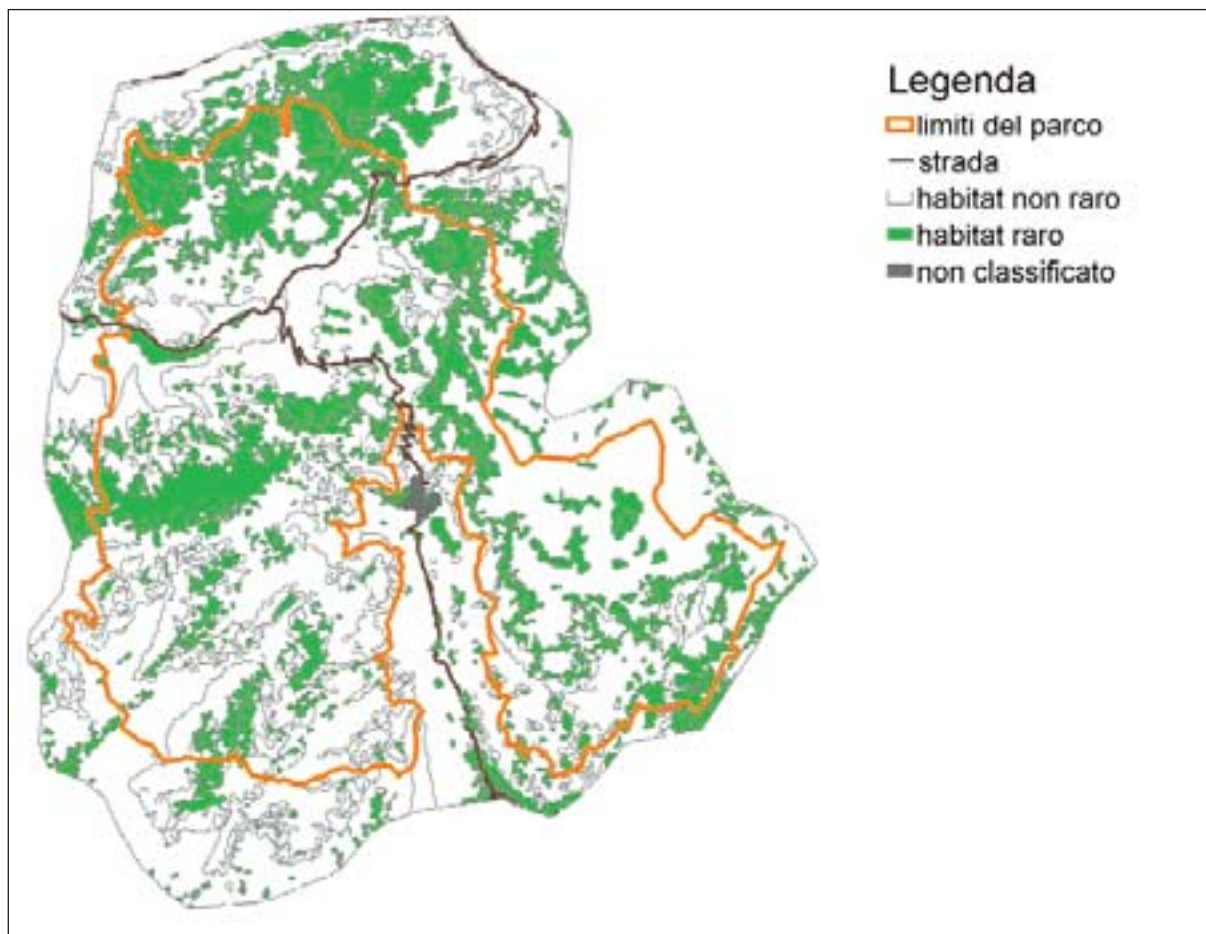 Legenda
limiti del parco
strada
habitat non raro
habitat raro
non classificato